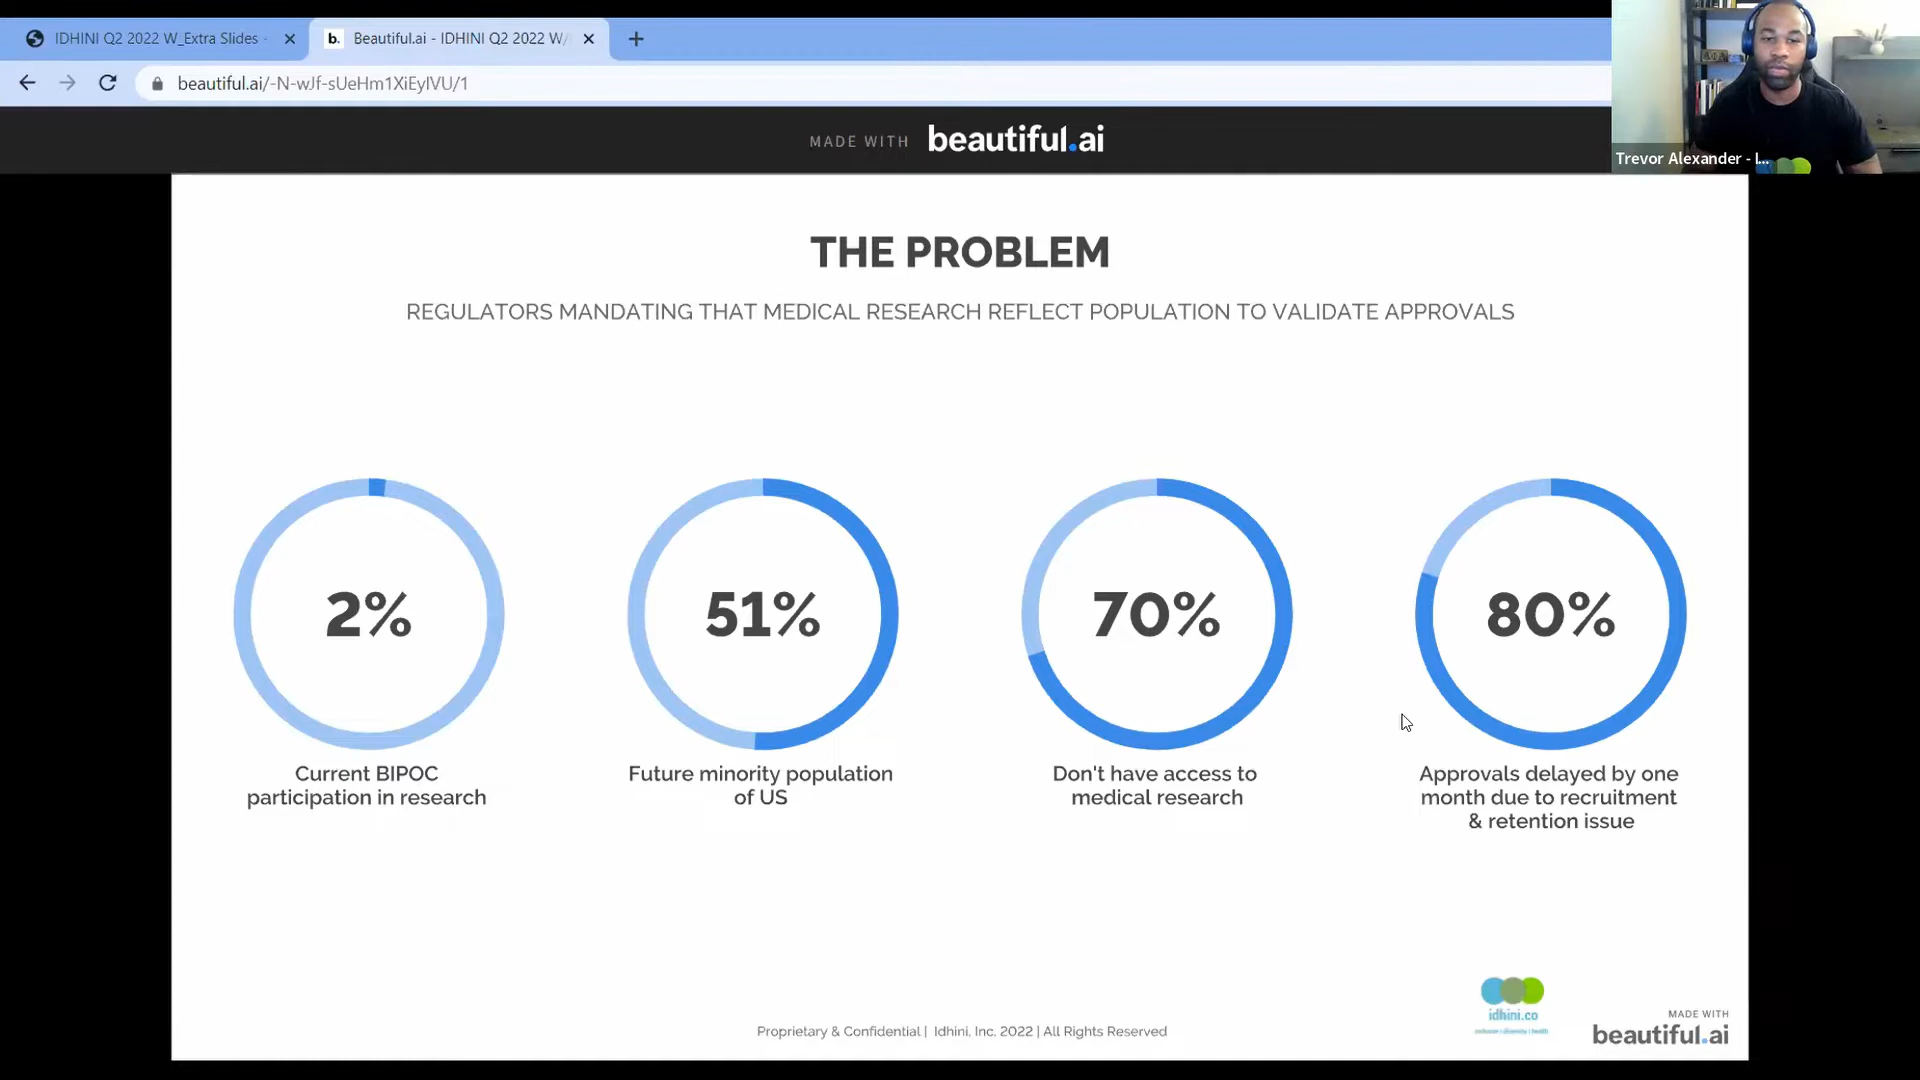 IDHINI Q2 2022 W_Extra Slides -
Beautiful.ai - IDHINI Q2 2022 W/
beautiful.ai/-N-wJf-sUeHm1XiEylVU/1
MADE WITH beautiful.ai
Trevor Alexander - I...
THE PROBLEM
REGULATORS MANDATING THAT MEDICAL RESEARCH REFLECT POPULATION TO VALIDATE APPROVALS
2%
Current BIPOC
participation in research
51%
Future minority population
of US
70%
Don't have access to
medical research
80%
Approvals delayed by one
month due to recruitment
& retention issue
Proprietary & Confidential | Idhini, Inc. 2022 | All Rights Reserved
idhini.co
MADE WITH
beautiful.ai